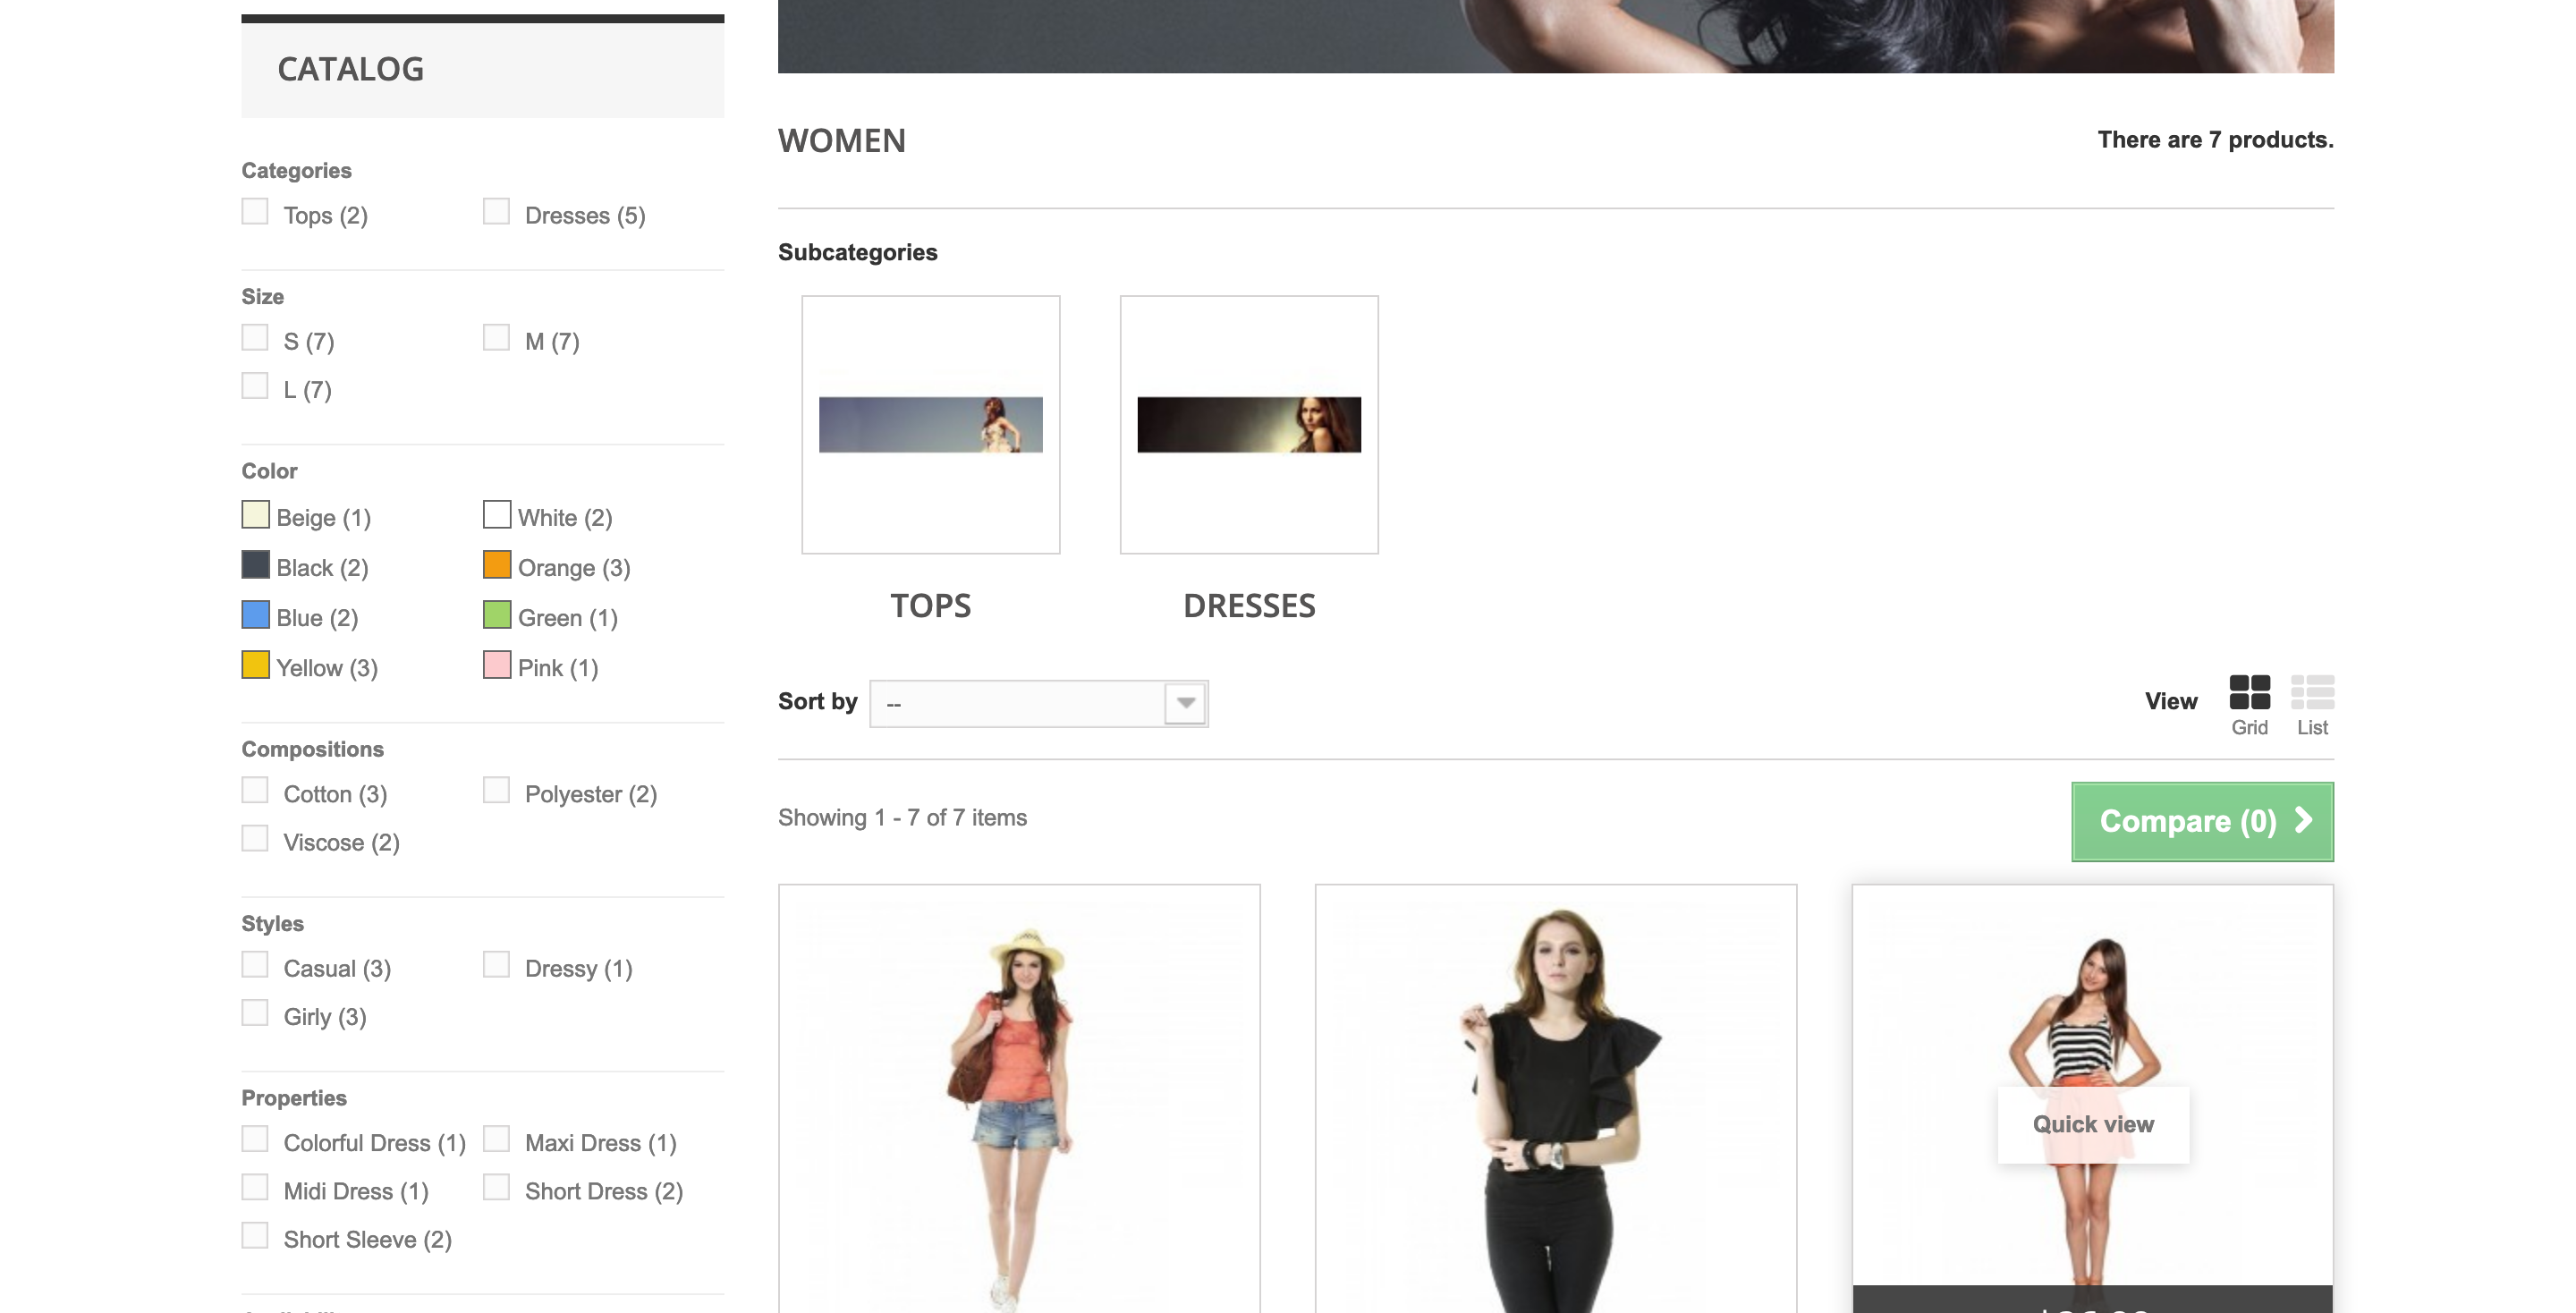 CATALOG
Categories
Tops (2)
Dresses (5)
Size
S (7)
M (7)
L (7)
Color
Beige (1)
White (2)
Black (2)
Orange (3)
Blue (2)
Green (1)
Yellow (3)
Pink (1)
Compositions
Cotton (3)
Polyester (2)
Viscose (2)
Styles
Casual (3)
Dressy (1)
Girly (3)
Properties
Colorful Dress (1)
Maxi Dress (1)
Midi Dress (1)
Short Dress (2)
Short Sleeve (2)
WOMEN
There are 7 products.
Subcategories
TOPS
DRESSES
Sort by
--
View
Grid
List
Showing 1 - 7 of 7 items
Compare (0)
Quick view